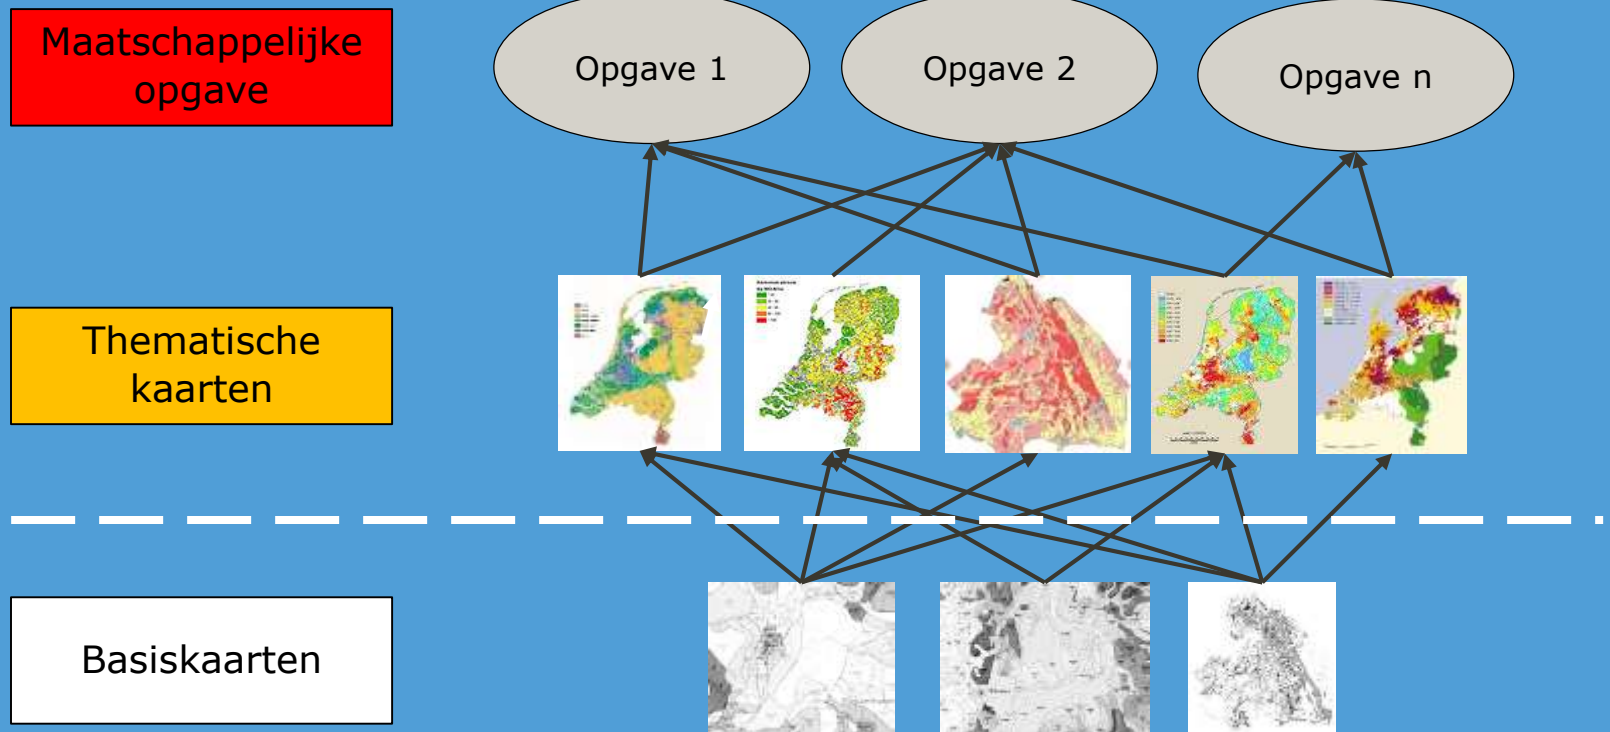 Maatschappelijke
opgave
Opgave 1
Opgave 2
Opgave n
Thematische
kaarten
Basiskaarten